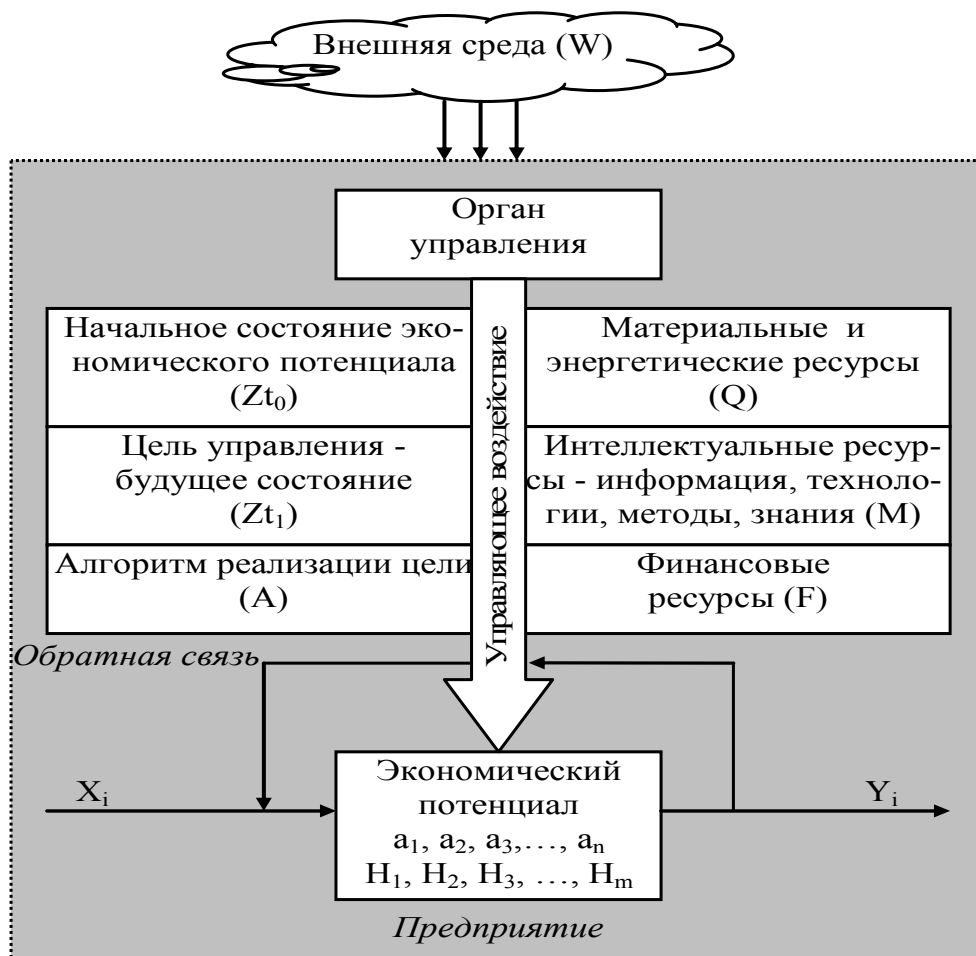 Внешняя среда (W)
Орган
управления
Начальное состояние эко-
номического потенциала
(Zt₀)
Цель управления -
будущее состояние
(Zt₁)
Алгоритм реализации цели
(A)
Управляющее воздействие
Материальные и
энергетические ресурсы
(Q)
Интеллектуальные ресур-
сы - информация, техноло-
гии, методы, знания (M)
Финансовые
ресурсы (F)
Обратная связь
Xᵢ
Экономический
потенциал
a₁, a₂, a₃,…, aₙ
H₁, H₂, H₃, …, Hₘ
Yᵢ
Предприятие